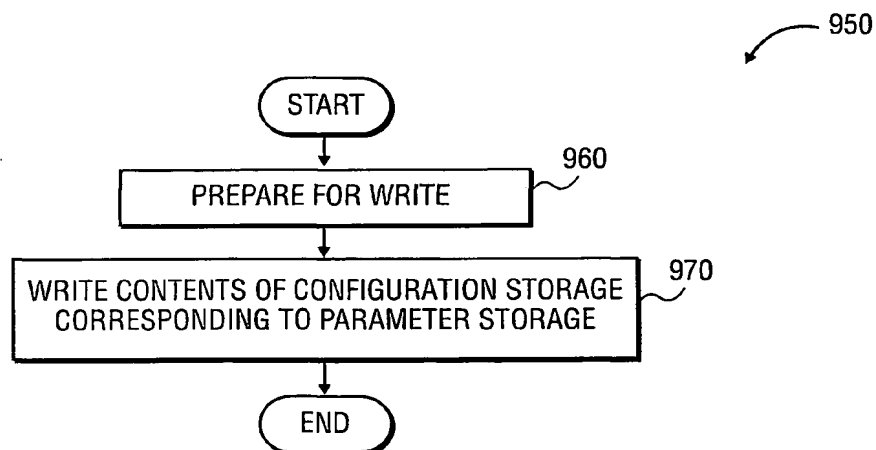 950
START
960
PREPARE FOR WRITE
970
WRITE CONTENTS OF CONFIGURATION STORAGE
CORRESPONDING TO PARAMETER STORAGE
END